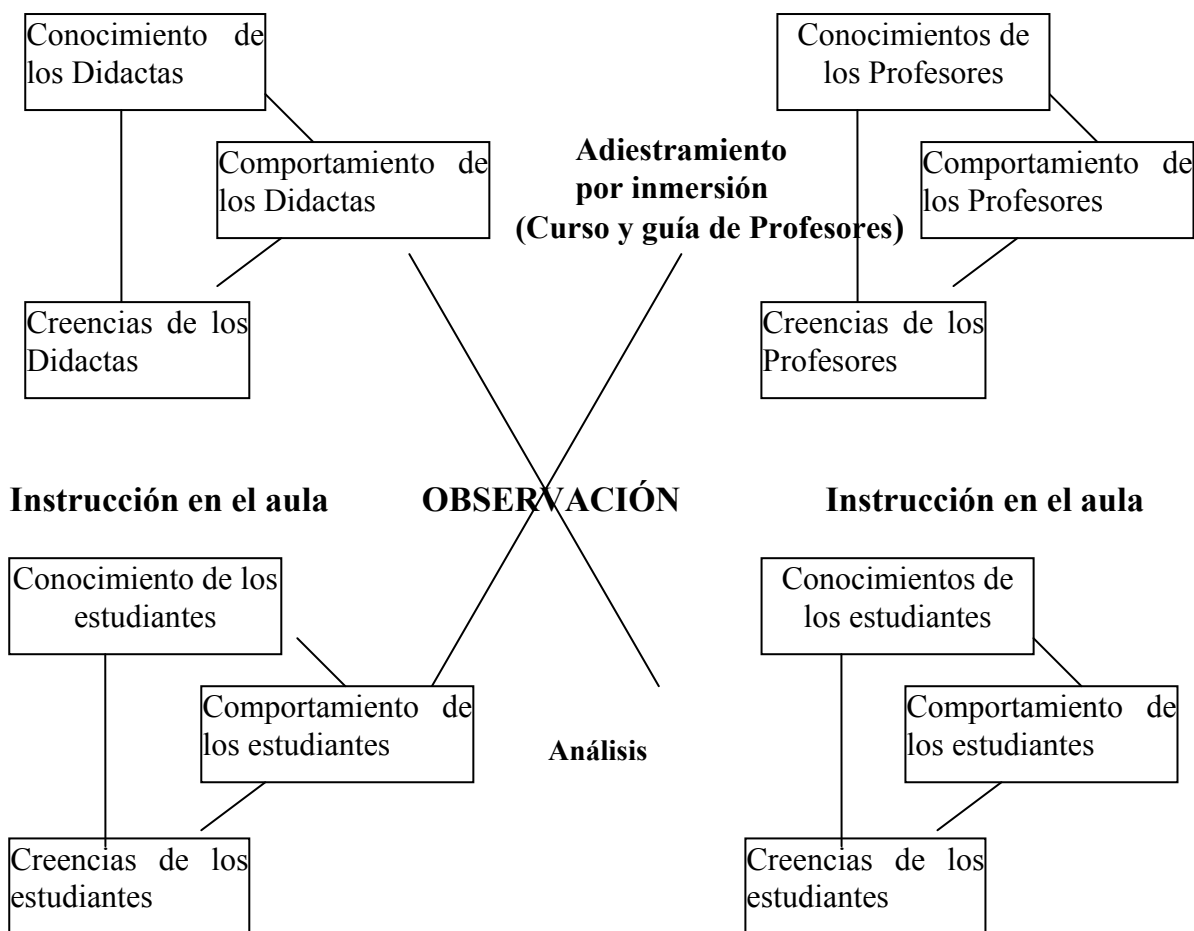 Conocimiento de
los Didactas
Conocimientos de
los Profesores
Comportamiento de
los Didactas
Adiestramiento
por inmersión
(Curso y guía de Profesores)
Comportamiento de
los Profesores
Creencias de los
Didactas
Creencias de los
Profesores
Instrucción en el aula
OBSERVACIÓN
Instrucción en el aula
Conocimiento de los
estudiantes
Conocimientos de
los estudiantes
Comportamiento de
los estudiantes
Análisis
Comportamiento de
los estudiantes
Creencias de los
estudiantes
Creencias de los
estudiantes